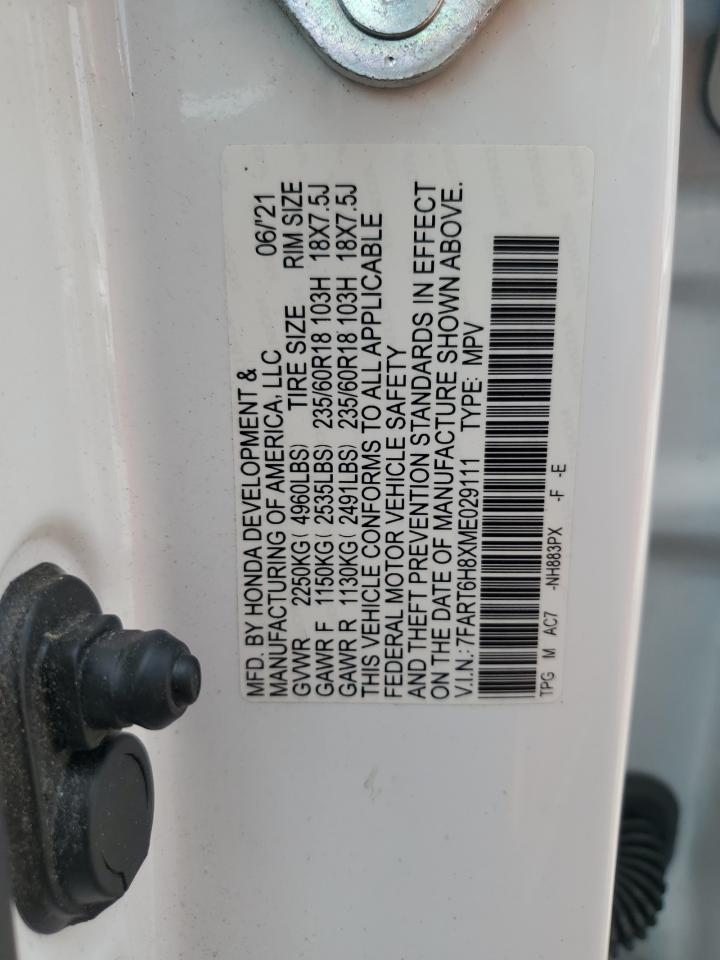 MFD. BY HONDA DEVELOPMENT &
MANUFACTURING OF AMERICA, LLC 06/'21
GVWR 2250KG( 4960LBS) TIRE SIZE RIM SIZE
GAWR F 1150KG( 2535LBS) 235/60R18 103H 18X7.5J
GAWR R 1130KG( 2491LBS) 235/60R18 103H 18X7.5J
THIS VEHICLE CONFORMS TO ALL APPLICABLE
FEDERAL MOTOR VEHICLE SAFETY
AND THEFT PREVENTION STANDARDS IN EFFECT
ON THE DATE OF MANUFACTURE SHOWN ABOVE.
V.I.N.: 7FART6H8XME029111 TYPE: MPV
TPG M AC7 -NH883PX -F -E